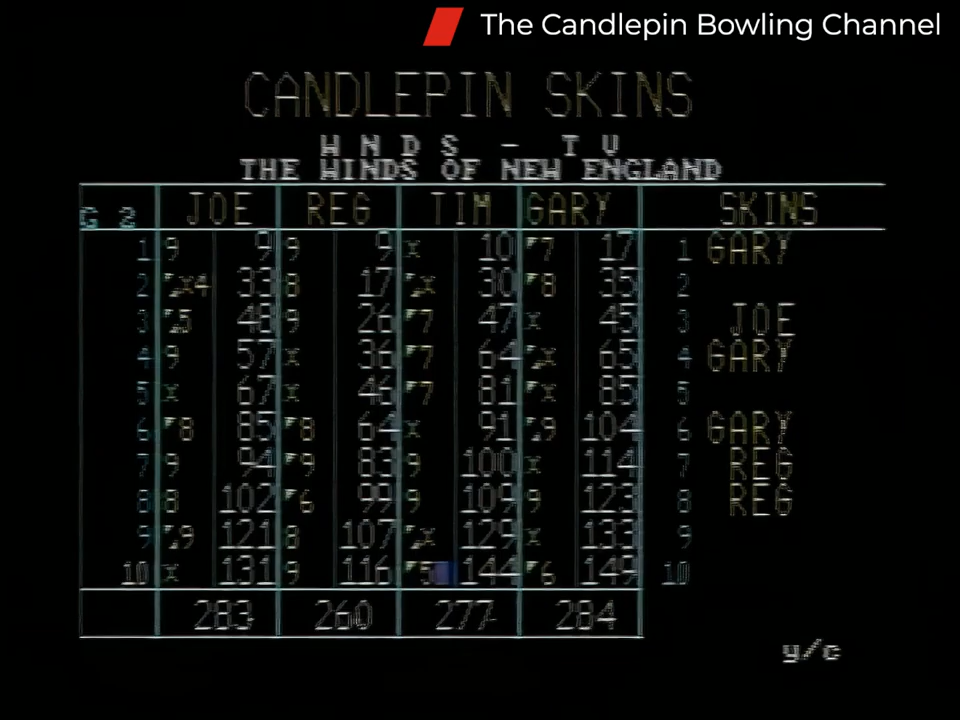 The Candlepin Bowling Channel
CANDLEPIN SKINS
W N D S - T V
THE WINDS OF NEW ENGLAND
G 2 JOE REG TIM GARY SKINS
1 9 9 9 9 x 10 7 17 1 GARY
2 x4 33 8 17 x 30 8 35 2
3 5 48 9 26 7 47 x 45 3 JOE
4 9 57 x 36 7 64 x 65 4 GARY
5 x 67 x 46 7 81 x 85 5
6 8 85 8 64 x 91 9 104 6 GARY
7 9 94 9 83 9 100 x 114 7 REG
8 8 102 6 99 9 109 9 123 8 REG
9 9 121 8 107 x 129 x 133 9
10 x 131 9 116 5 144 6 149 10
283 260 277 284
y/c